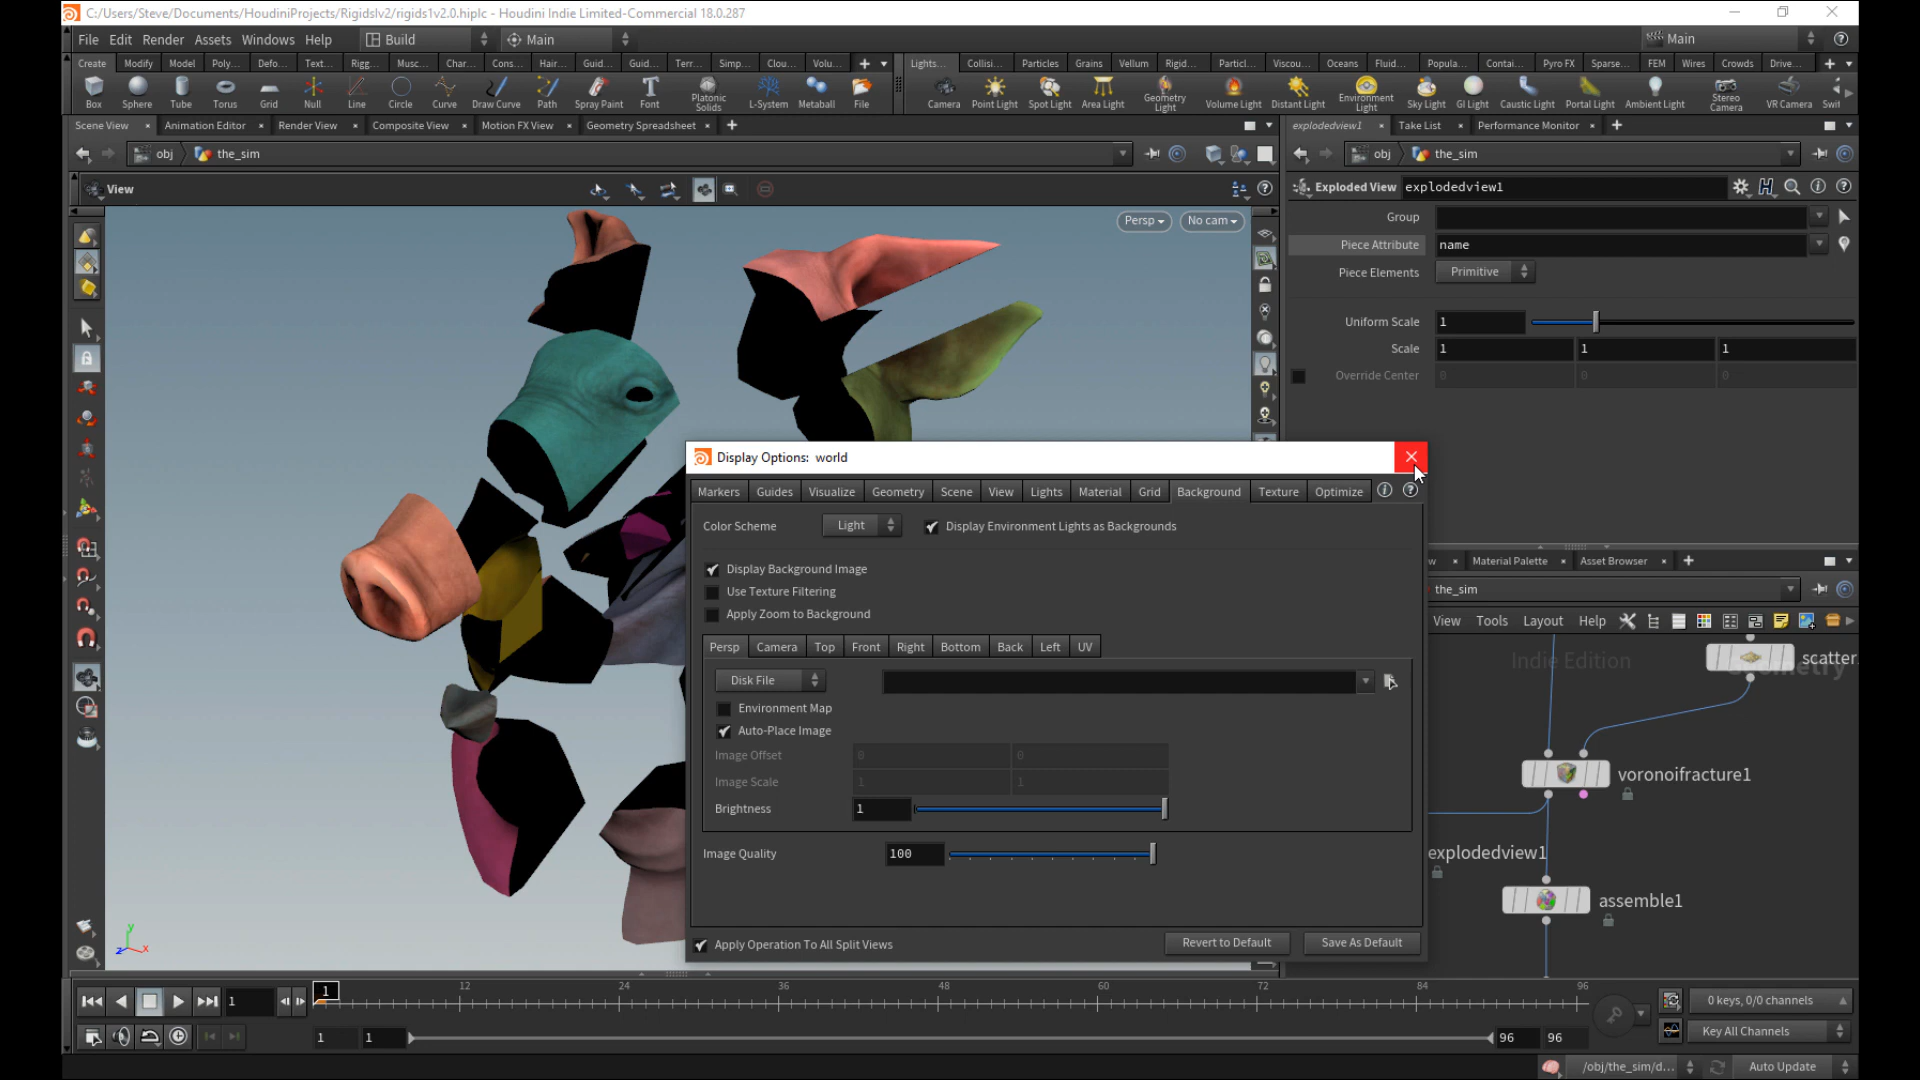 C:/Users/Steve/Documents/HoudiniProjects/RigidsIv2/rigids1v2.0.hiplc - Houdini Indie Limited-Commercial 18.0.287
File Edit Render Assets Windows Help Build Main Main
Create Modify Model Poly... Defo... Text... Rigg... Musc... Char... Cons... Hair... Guid... Guid... Terr... Simp... Clou... Volu... Lights... Collisi... Particles Grains Vellum Rigid... Particl... Viscou... Oceans Fluid... Popula... Contai... Pyro FX Sparse... FEM Wires Crowds Drive...
Box Sphere Tube Torus Grid Null Line Circle Curve Draw Curve Path Spray Paint Font Platonic Solids L-System Metaball File Camera Point Light Spot Light Area Light Geometry Light Volume Light Distant Light Environment Light Sky Light GI Light Caustic Light Portal Light Ambient Light Stereo Camera VR Camera Swit
Scene View Animation Editor Render View Composite View Motion FX View Geometry Spreadsheet explodedview1 Take List Performance Monitor
obj the_sim obj the_sim
View Exploded View explodedview1
Persp No cam Group
Piece Attribute name
Piece Elements Primitive
Uniform Scale 1
Scale 1 1 1
Override Center 0 0 0
Display Options: world
Markers Guides Visualize Geometry Scene View Lights Material Grid Background Texture Optimize
Color Scheme Light Display Environment Lights as Backgrounds
Display Background Image
Use Texture Filtering
Apply Zoom to Background
Persp Camera Top Front Right Bottom Back Left UV
Disk File
Environment Map
Auto-Place Image
Image Offset 0 0
Image Scale 1 1
Brightness 1
Image Quality 100
Apply Operation To All Split Views Revert to Default Save As Default
w Material Palette Asset Browser
the_sim
View Tools Layout Help
Indie Edition
Geometry
scatter
voronoifracture1
explodedview1
assemble1
y
z x
1 1 12 24 36 48 60 72 84 96 0 keys, 0/0 channels
1 1 96 96 Key All Channels
/obj/the_sim/d... Auto Update